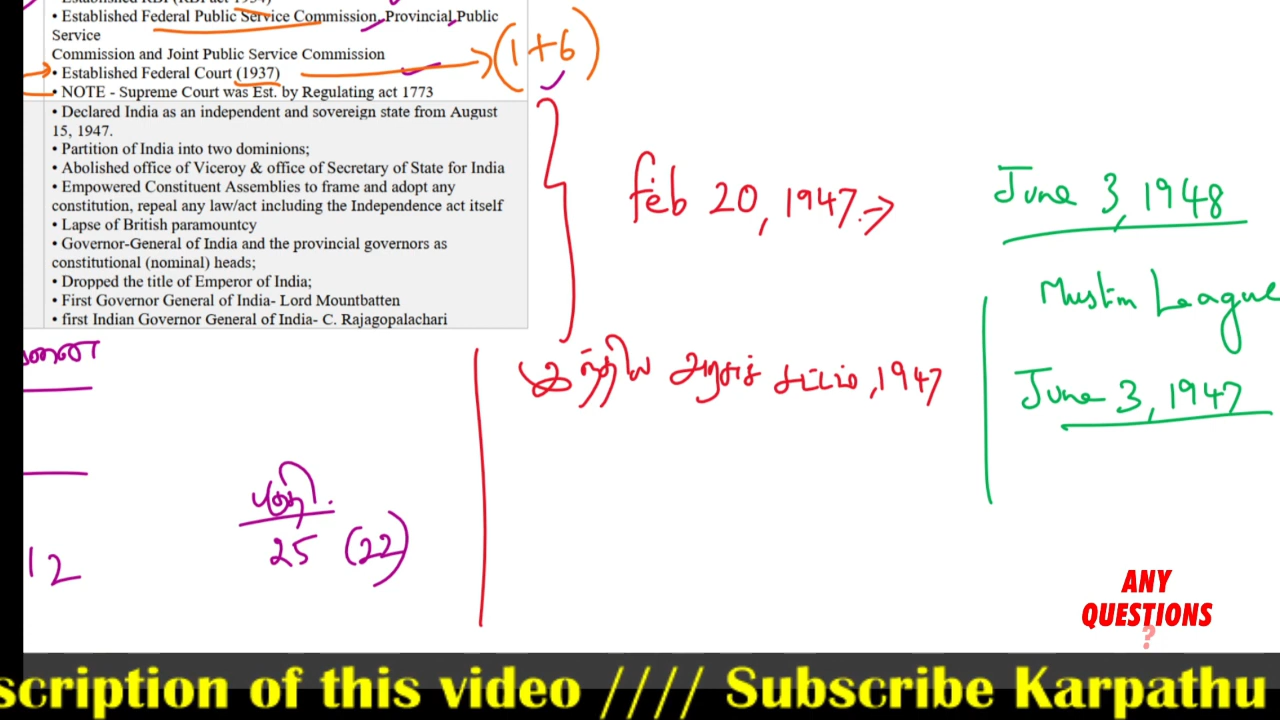 • Established Federal Public Service Commission, Provincial Public
Service
Commission and Joint Public Service Commission
• Established Federal Court (1937)
(1+6)
• NOTE - Supreme Court was Est. by Regulating act 1773
• Declared India as an independent and sovereign state from August
15, 1947.
• Partition of India into two dominions;
• Abolished office of Viceroy & office of Secretary of State for India
• Empowered Constituent Assemblies to frame and adopt any
constitution, repeal any law/act including the Independence act itself
• Lapse of British paramountcy
• Governor-General of India and the provincial governors as
constitutional (nominal) heads;
• Dropped the title of Emperor of India;
• First Governor General of India- Lord Mountbatten
• first Indian Governor General of India- C. Rajagopalachari
Feb 20, 1947 ->
June 3, 1948
Muslim League
June 3, 1947
இந்திய அரசுச் சட்டம், 1947
25 (22)
12
ANY
QUESTIONS
?
scription of this video //// Subscribe Karpathu